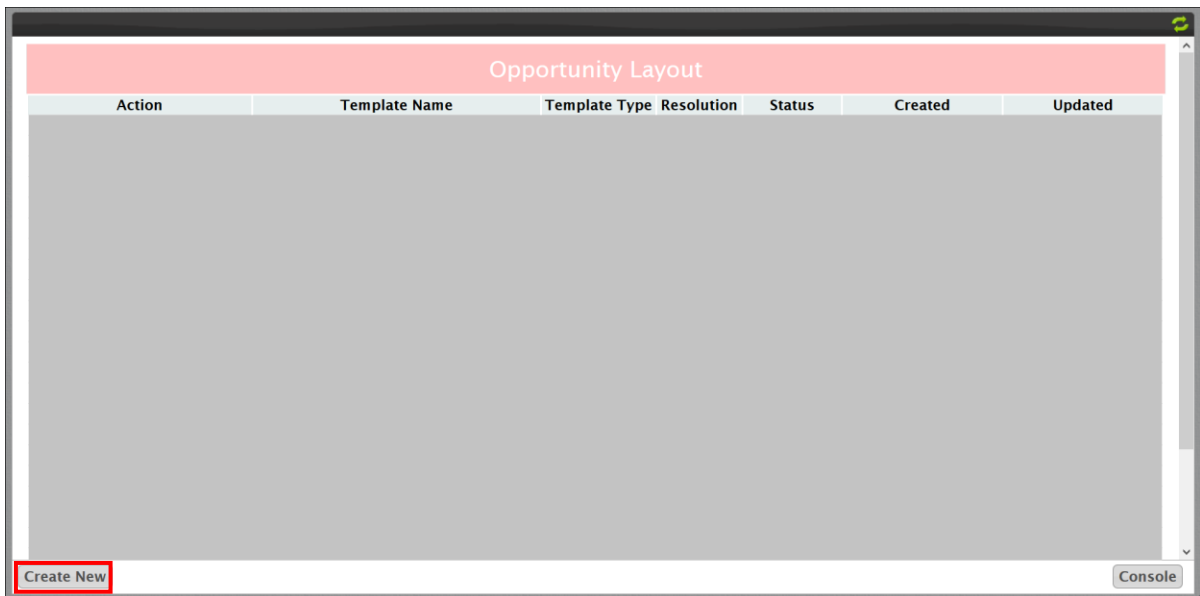 Opportunity Layout
Action Template Name Template Type Resolution Status Created Updated
Create New Console